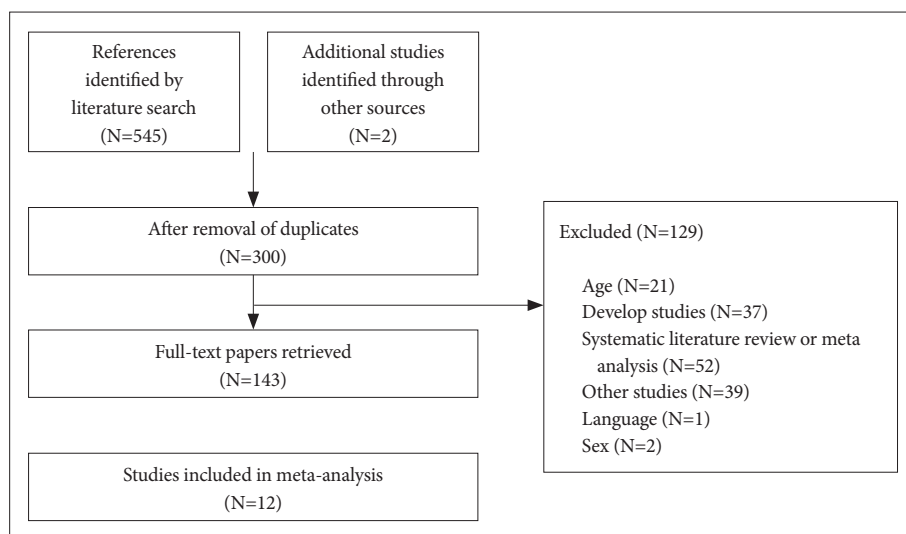 References
identified by
literature search
(N=545)
Additional studies
identified through
other sources
(N=2)
After removal of duplicates
(N=300)
Excluded (N=129)
Age (N=21)
Develop studies (N=37)
Systematic literature review or meta
analysis (N=52)
Other studies (N=39)
Language (N=1)
Sex (N=2)
Full-text papers retrieved
(N=143)
Studies included in meta-analysis
(N=12)